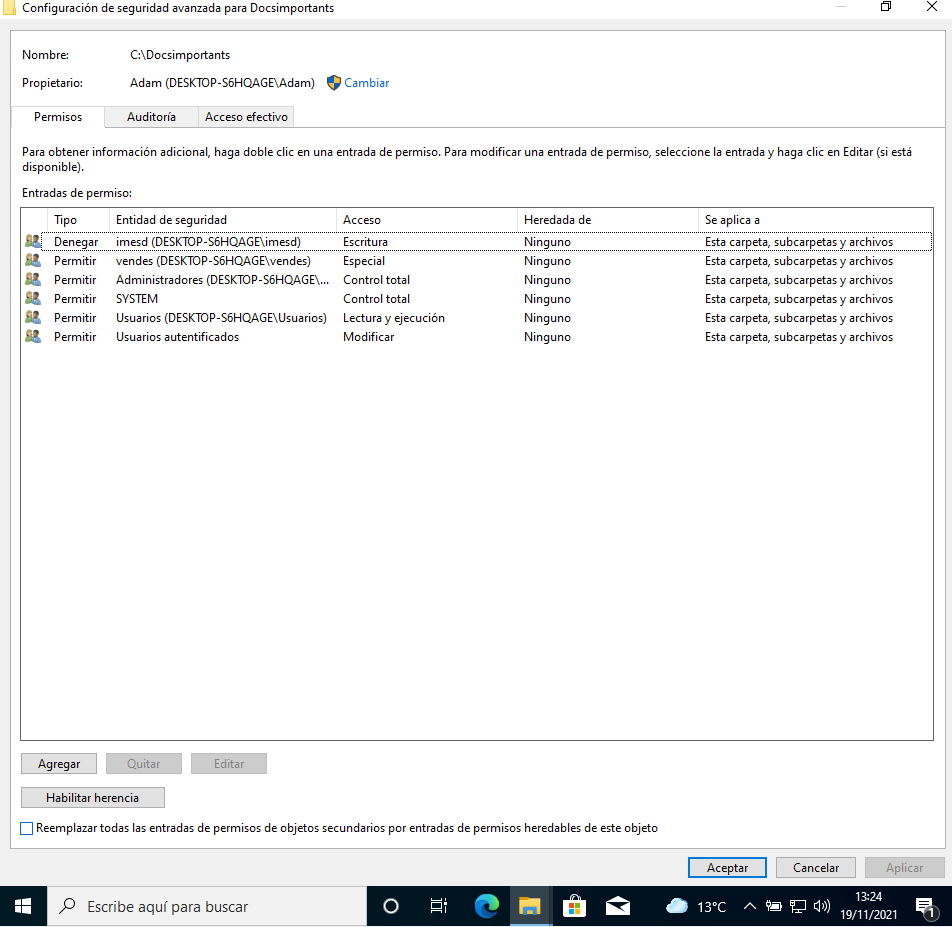 Configuración de seguridad avanzada para Docsimportants
Nombre: C:\Docsimportants
Propietario: Adam (DESKTOP-S6HQAGE\Adam) Cambiar
Permisos Auditoría Acceso efectivo
Para obtener información adicional, haga doble clic en una entrada de permiso. Para modificar una entrada de permiso, seleccione la entrada y haga clic en Editar (si está
disponible).
Entradas de permiso:
Tipo Entidad de seguridad Acceso Heredada de Se aplica a
Denegar imesd (DESKTOP-S6HQAGE\imesd) Escritura Ninguno Esta carpeta, subcarpetas y archivos
Permitir vendes (DESKTOP-S6HQAGE\vendes) Especial Ninguno Esta carpeta, subcarpetas y archivos
Permitir Administradores (DESKTOP-S6HQAGE\... Control total Ninguno Esta carpeta, subcarpetas y archivos
Permitir SYSTEM Control total Ninguno Esta carpeta, subcarpetas y archivos
Permitir Usuarios (DESKTOP-S6HQAGE\Usuarios) Lectura y ejecución Ninguno Esta carpeta, subcarpetas y archivos
Permitir Usuarios autentificados Modificar Ninguno Esta carpeta, subcarpetas y archivos
Agregar Quitar Editar
Habilitar herencia
Reemplazar todas las entradas de permisos de objetos secundarios por entradas de permisos heredables de este objeto
Aceptar Cancelar Aplicar
Escribe aquí para buscar 13°C 13:24
19/11/2021 1